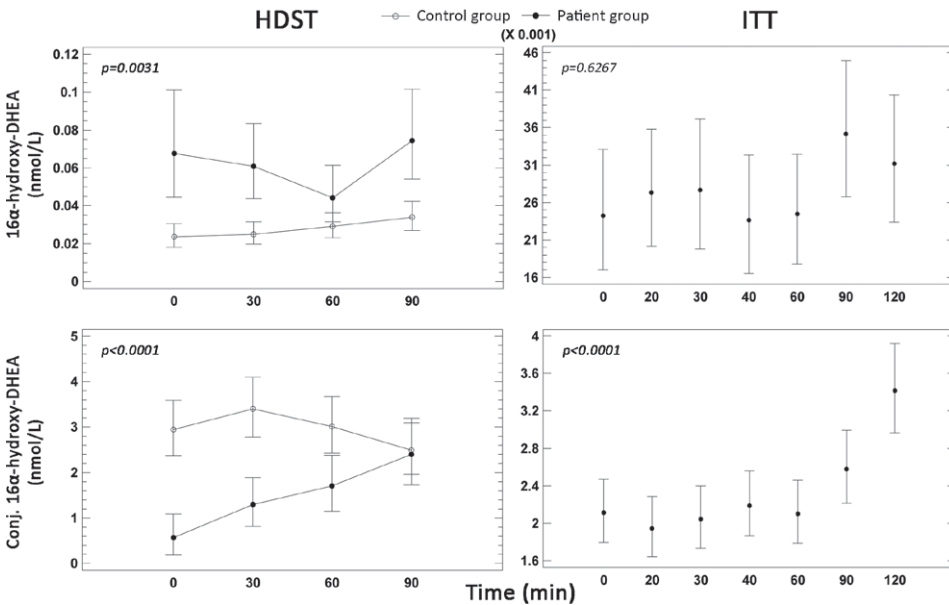 HDST
Control group
Patient group
ITT
(X 0.001)
16α-hydroxy-DHEA
(nmol/L)
p=0.0031
0.12
0.1
0.08
0.06
0.04
0.02
0
0 30 60 90
p=0.6267
46
41
36
31
26
21
16
0 20 30 40 60 90 120
Conj. 16α-hydroxy-DHEA
(nmol/L)
p<0.0001
5
4
3
2
1
0
0 30 60 90
p<0.0001
4
3.6
3.2
2.8
2.4
2
1.6
0 20 30 40 60 90 120
Time (min)